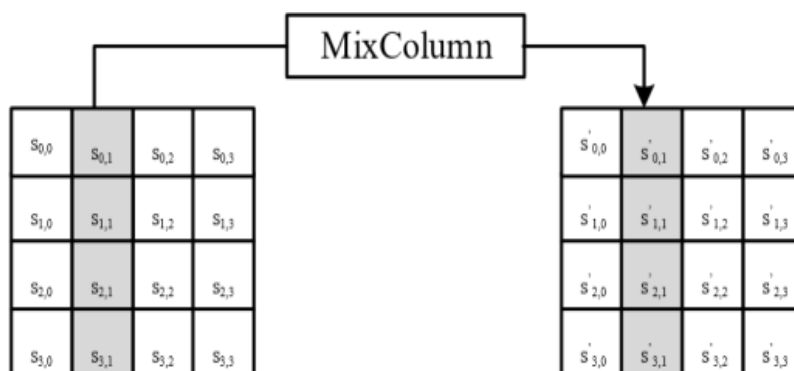 MixColumn
S0,0 S0,1 S0,2 S0,3 S'0,0 S'0,1 S'0,2 S'0,3
S1,0 S1,1 S1,2 S1,3 S'1,0 S'1,1 S'1,2 S'1,3
S2,0 S2,1 S2,2 S2,3 S'2,0 S'2,1 S'2,2 S'2,3
S3,0 S3,1 S3,2 S3,3 S'3,0 S'3,1 S'3,2 S'3,3